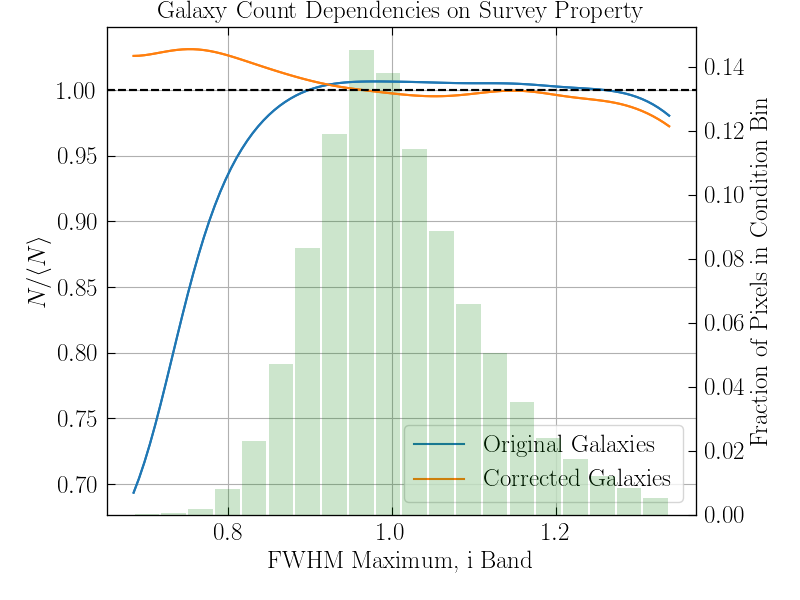 Galaxy Count Dependencies on Survey Property
N/⟨N⟩
1.00
0.95
0.90
0.85
0.80
0.75
0.70
0.14
0.12
0.10
0.08
0.06
0.04
0.02
0.00
Fraction of Pixels in Condition Bin
Original Galaxies
Corrected Galaxies
0.8 1.0 1.2
FWHM Maximum, i Band